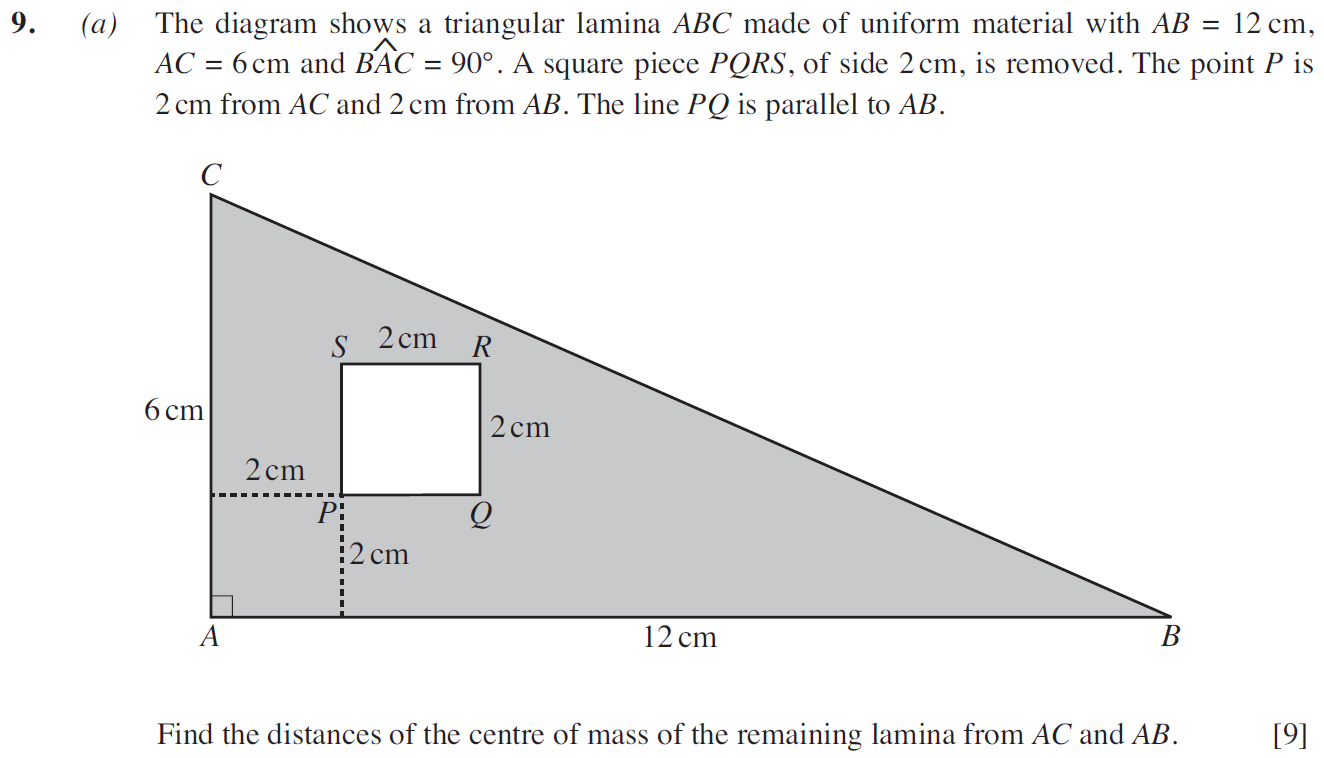 9. (a) The diagram shows a triangular lamina ABC made of uniform material with AB = 12 cm,
AC = 6 cm and BÂC = 90°. A square piece PQRS, of side 2 cm, is removed. The point P is
2 cm from AC and 2 cm from AB. The line PQ is parallel to AB.
C
S 2 cm R
6 cm
2 cm
2 cm
P Q
2 cm
A 12 cm B
Find the distances of the centre of mass of the remaining lamina from AC and AB. [9]